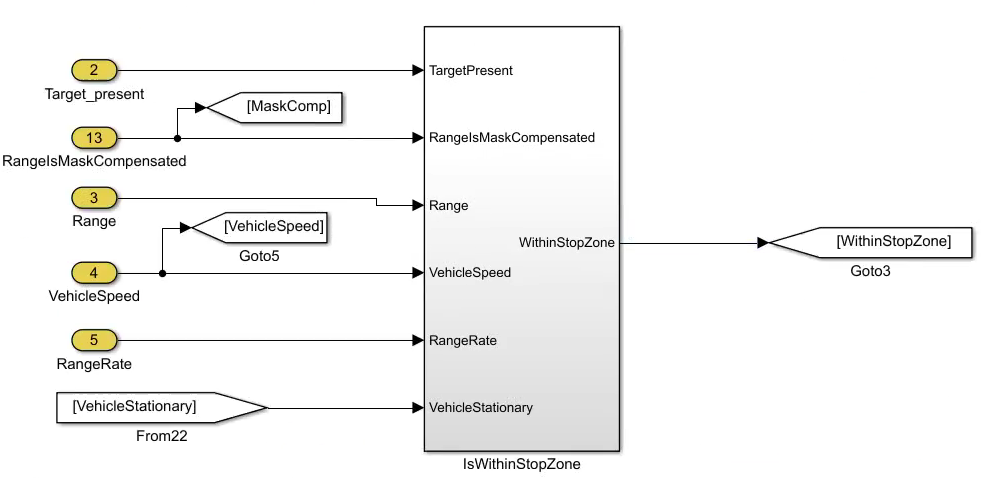 2
Target_present
[MaskComp]
13
RangeIsMaskCompensated
3
Range
[VehicleSpeed]
Goto5
4
VehicleSpeed
5
RangeRate
[VehicleStationary]
From22
TargetPresent
RangeIsMaskCompensated
Range
WithinStopZone
VehicleSpeed
RangeRate
VehicleStationary
IsWithinStopZone
[WithinStopZone]
Goto3